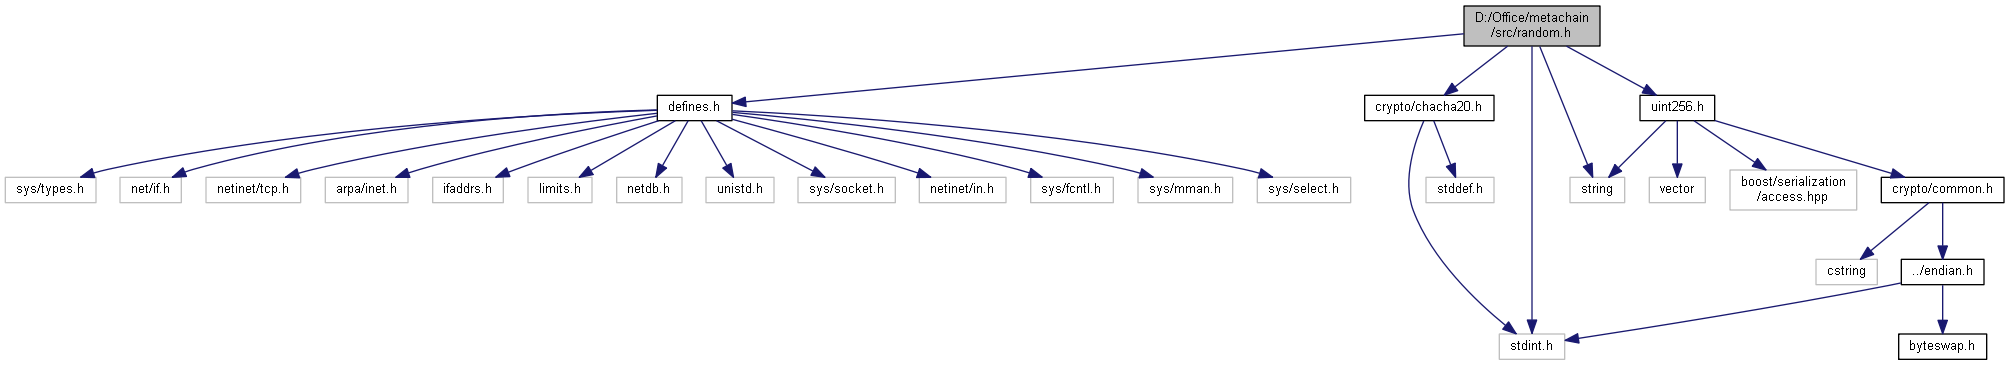 D:/Office/metachain
/src/random.h
defines.h
crypto/chacha20.h
uint256.h
sys/types.h
net/if.h
netinet/tcp.h
arpa/inet.h
ifaddrs.h
limits.h
netdb.h
unistd.h
sys/socket.h
netinet/in.h
sys/fcntl.h
sys/mman.h
sys/select.h
stddef.h
string
vector
boost/serialization
/access.hpp
crypto/common.h
cstring
../endian.h
stdint.h
byteswap.h